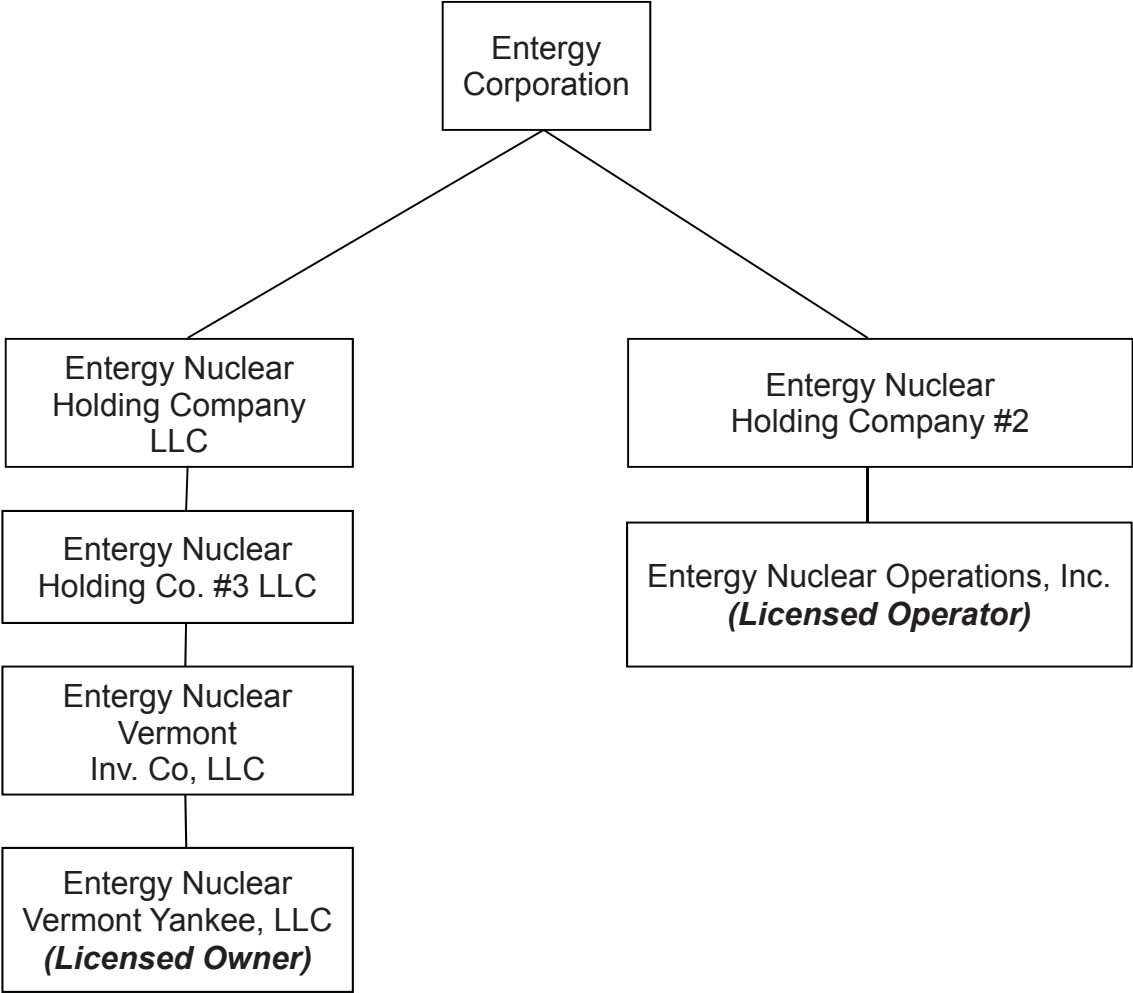 Entergy
Corporation
Entergy Nuclear
Holding Company
LLC
Entergy Nuclear
Holding Company #2
Entergy Nuclear
Holding Co. #3 LLC
Entergy Nuclear Operations, Inc.
(Licensed Operator)
Entergy Nuclear
Vermont
Inv. Co, LLC
Entergy Nuclear
Vermont Yankee, LLC
(Licensed Owner)